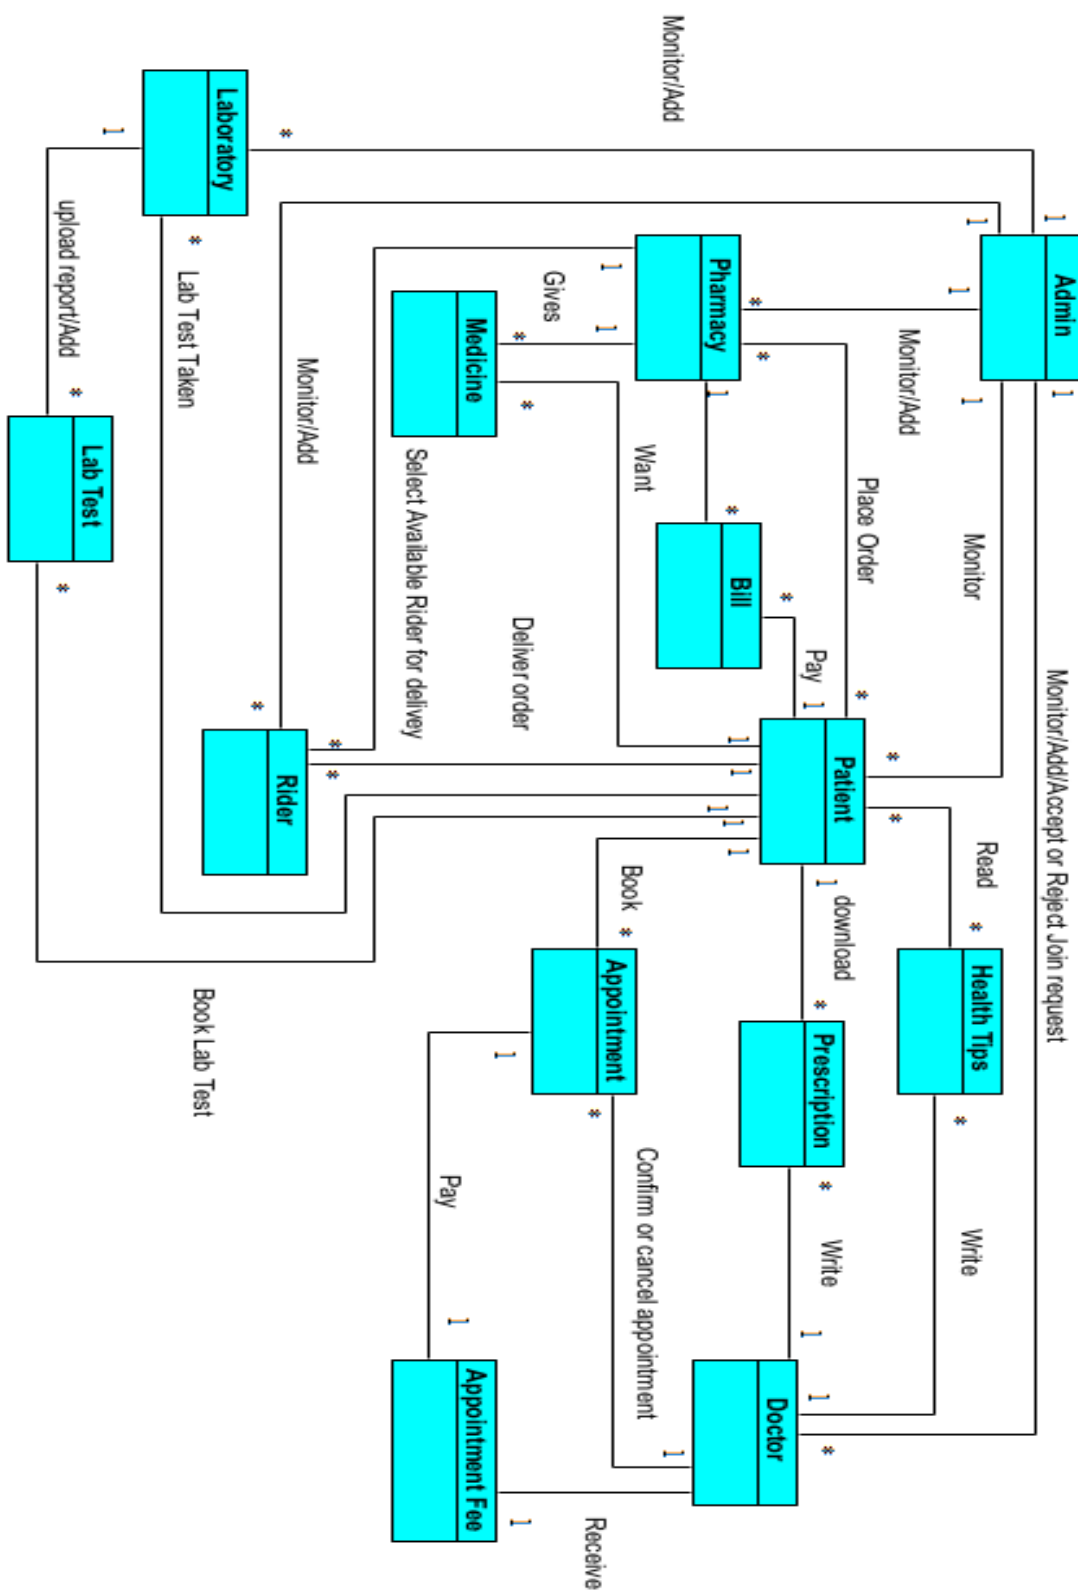 Admin
1
1
1
1
1
Monitor/Add
*
Laboratory
1
*
upload report/Add
*
Lab Test
*
Lab Test Taken
Monitor/Add
*
Rider
*
*
Monitor/Add
*
Pharmacy
1
1
1
*
Gives
*
Medicine
*
Want
Select Available Rider for delivey
Deliver order
Place Order
*
Bill
*
Pay
1
*
Monitor
*
Patient
*
1
1
1
1
1
1
Read
*
Health Tips
*
Write
download
*
Prescription
*
Write
Book
*
Appointment
*
1
Book Lab Test
Confirm or cancel appointment
Pay
1
Appointment Fee
1
Receive
Monitor/Add/Accept or Reject Join request
*
1
1
1
Doctor